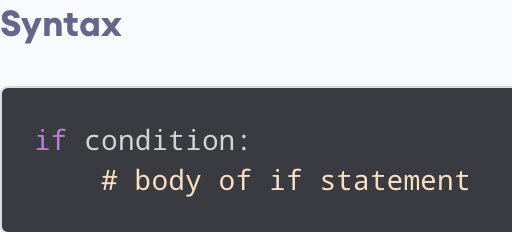 Syntax
if condition:
    # body of if statement